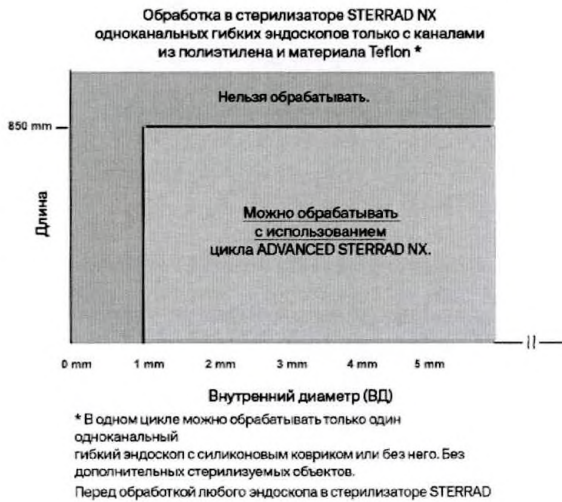 Обработка в стерилизаторе STERRAD NX
одноканальных гибких эндоскопов только с каналами
из полиэтилена и материала Teflon *
Нельзя обрабатывать.
850 mm
Длина
Можно обрабатывать
с использованием
цикла ADVANCED STERRAD NX.
0 mm 1 mm 2 mm 3 mm 4 mm 5 mm
Внутренний диаметр (ВД)
* В одном цикле можно обрабатывать только один
одноканальный
гибкий эндоскоп с силиконовым ковриком или без него. Без
дополнительных стерилизуемых объектов.
Перед обработкой любого эндоскопа в стерилизаторе STERRAD